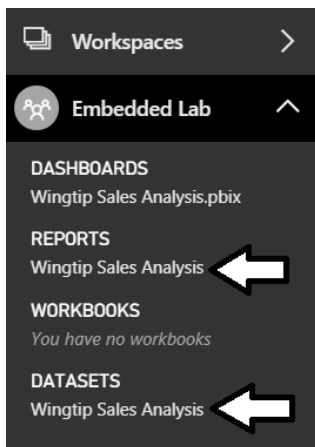 Workspaces
Embedded Lab
DASHBOARDS
Wingtip Sales Analysis.pbix
REPORTS
Wingtip Sales Analysis
WORKBOOKS
You have no workbooks
DATASETS
Wingtip Sales Analysis